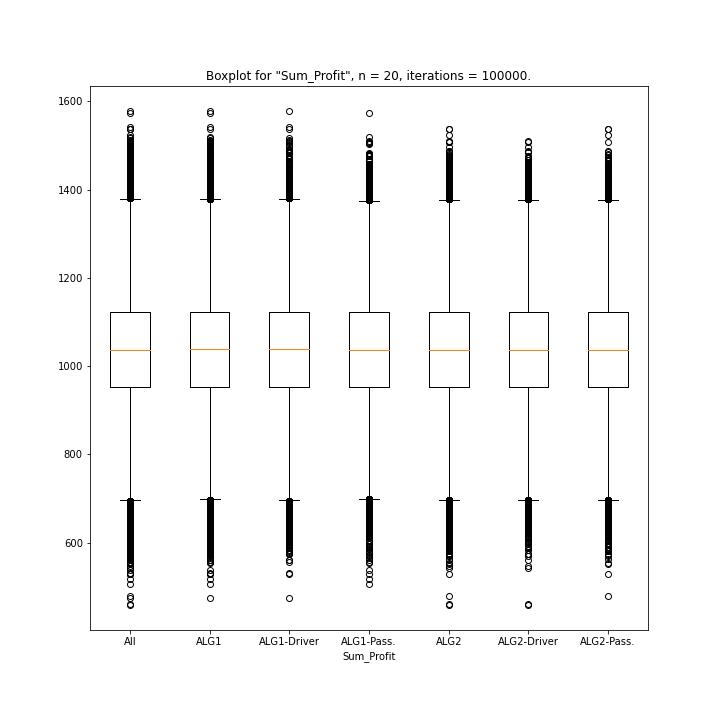 Boxplot for "Sum_Profit", n = 20, iterations = 100000.
1600
1400
1200
1000
800
600
All ALG1 ALG1-Driver ALG1-Pass. ALG2 ALG2-Driver ALG2-Pass.
Sum_Profit